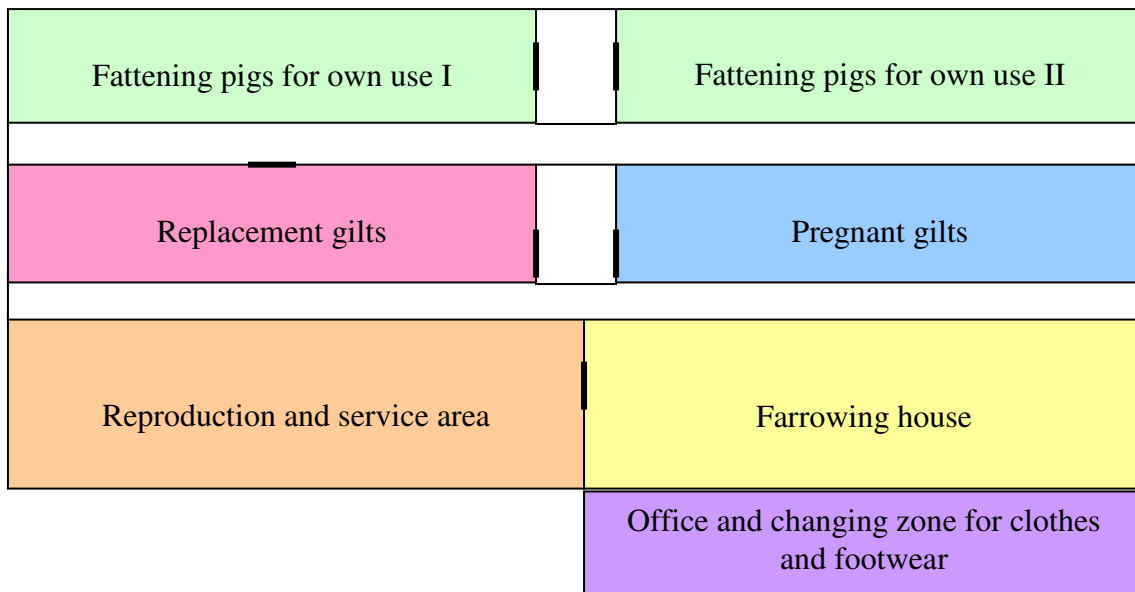 Fattening pigs for own use I
Fattening pigs for own use II
Replacement gilts
Pregnant gilts
Reproduction and service area
Farrowing house
Office and changing zone for clothes
and footwear